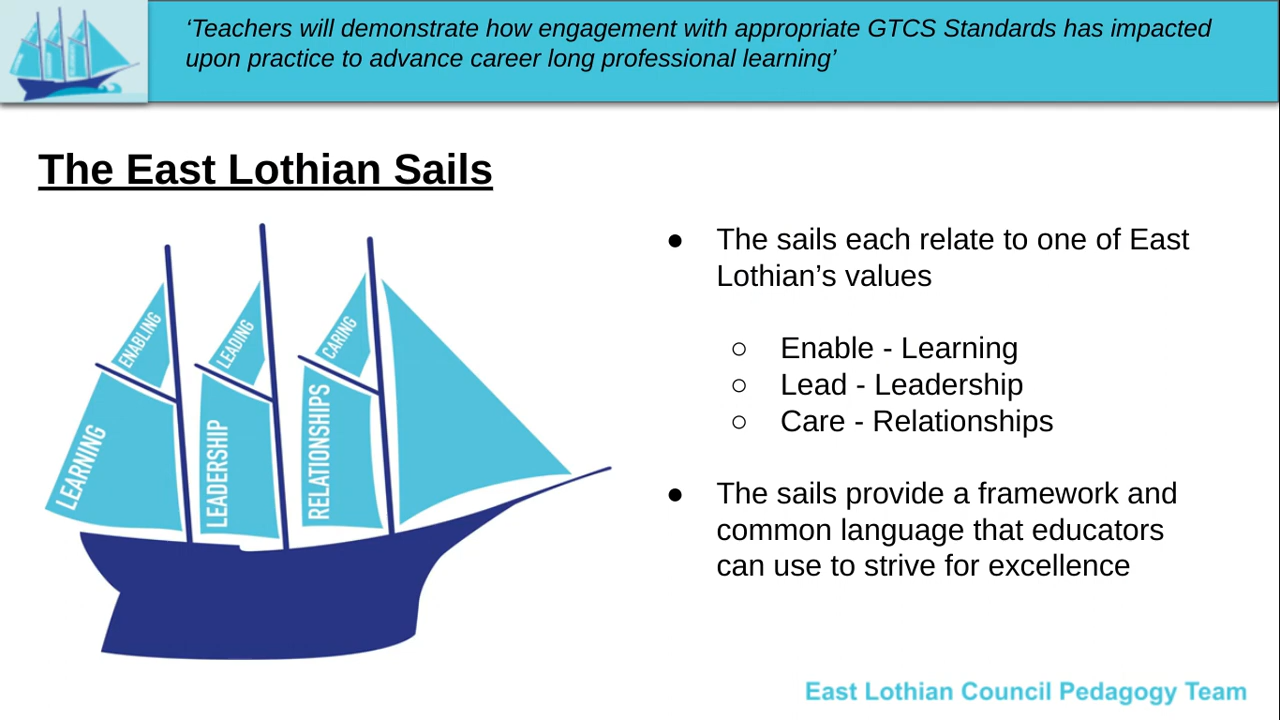 ‘Teachers will demonstrate how engagement with appropriate GTCS Standards has impacted
upon practice to advance career long professional learning’
The East Lothian Sails
ENABLING
LEADING
CARING
LEARNING
LEADERSHIP
RELATIONSHIPS
● The sails each relate to one of East
Lothian’s values
○ Enable - Learning
○ Lead - Leadership
○ Care - Relationships
● The sails provide a framework and
common language that educators
can use to strive for excellence
East Lothian Council Pedagogy Team